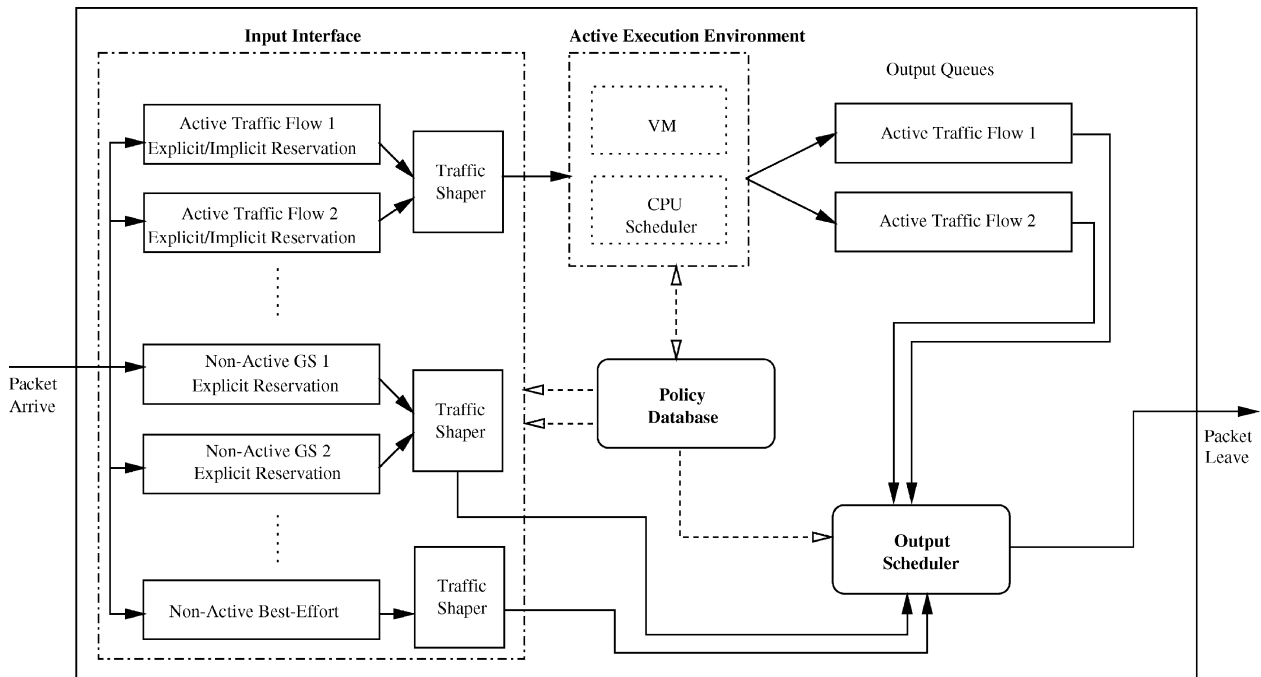 Input Interface
Active Execution Environment
Output Queues
Active Traffic Flow 1
Explicit/Implicit Reservation
Traffic
Shaper
VM
Active Traffic Flow 1
Active Traffic Flow 2
Explicit/Implicit Reservation
CPU
Scheduler
Active Traffic Flow 2
Packet
Arrive
Non-Active GS 1
Explicit Reservation
Traffic
Shaper
Policy
Database
Packet
Leave
Non-Active GS 2
Explicit Reservation
Output
Scheduler
Non-Active Best-Effort
Traffic
Shaper